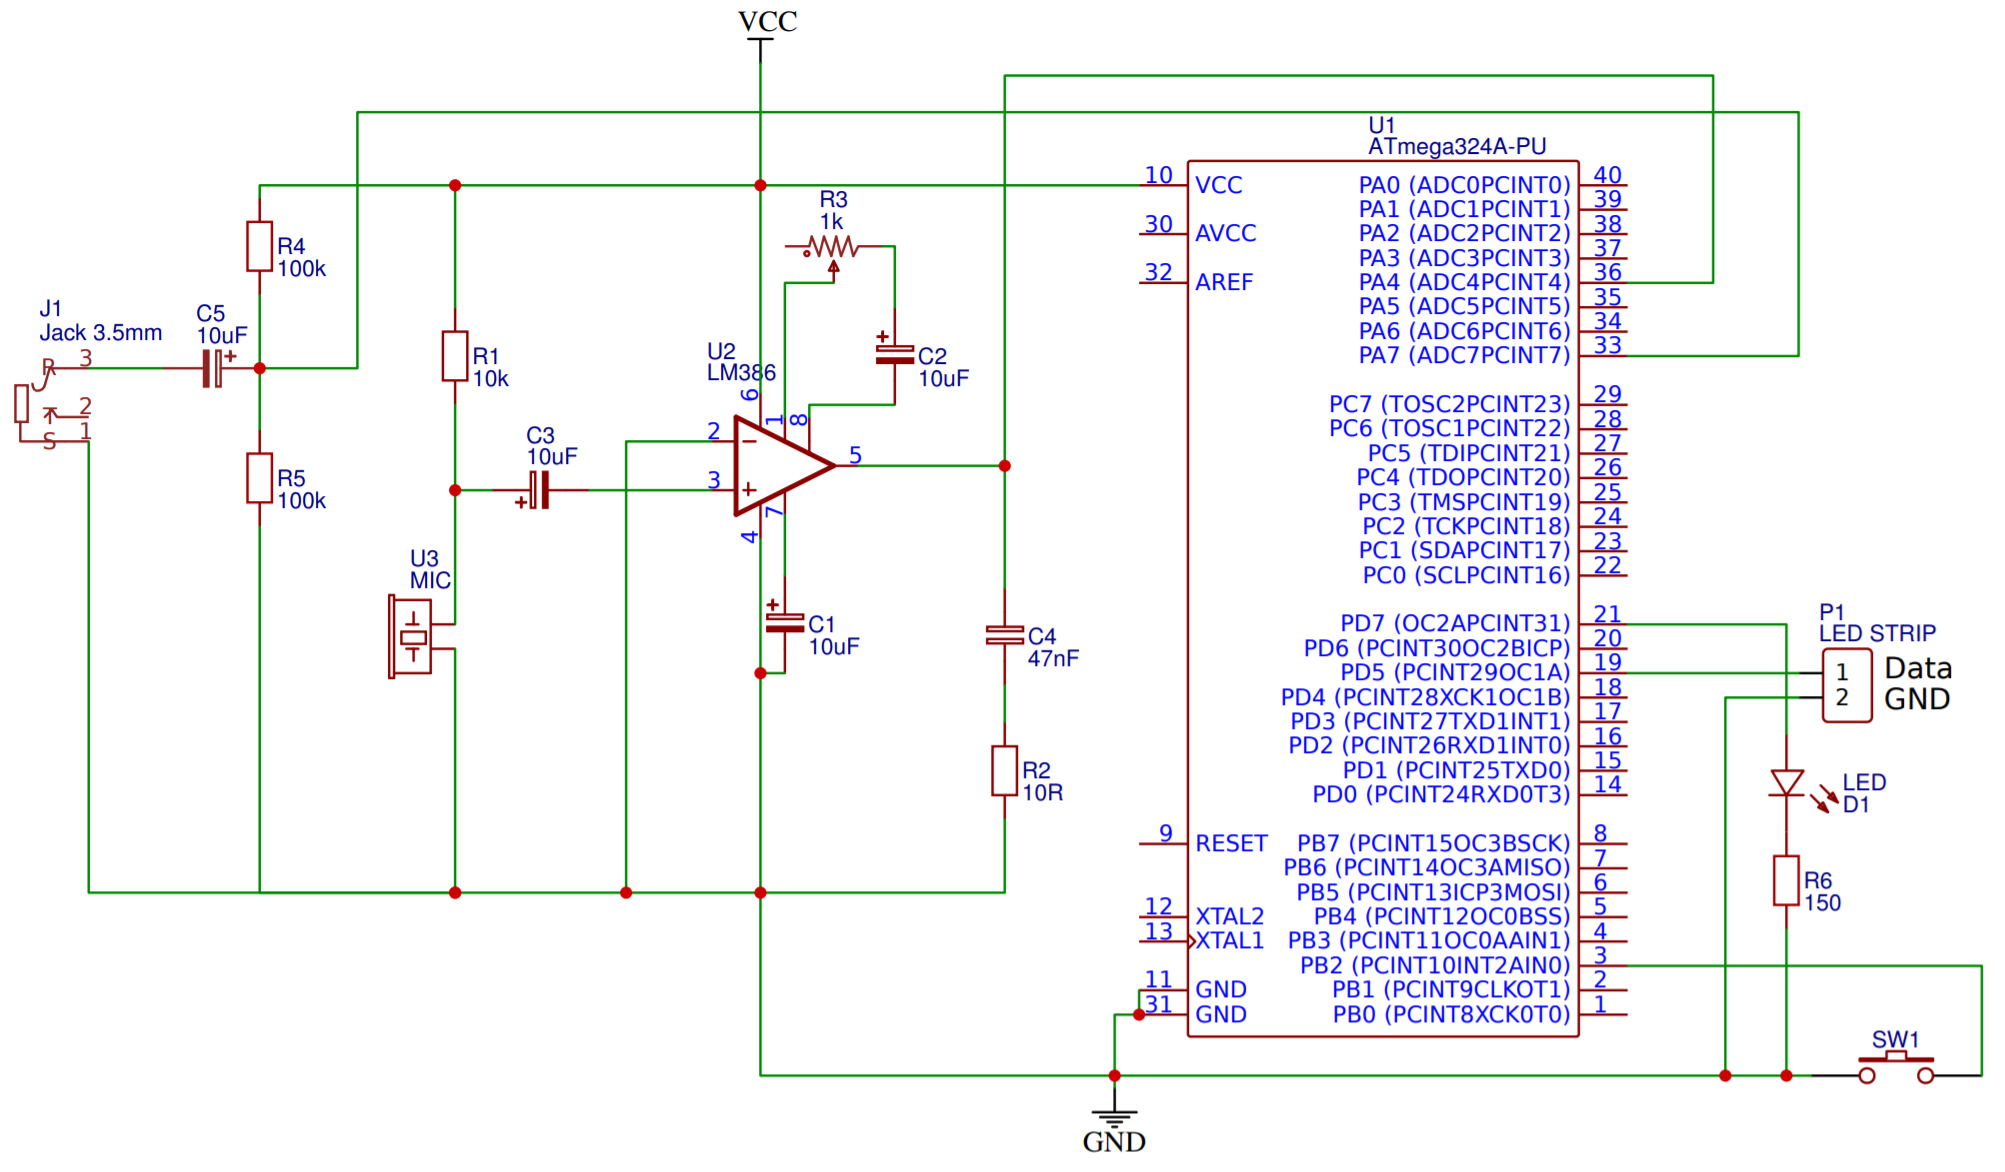 VCC
U1
ATmega324A-PU
10
VCC
30
AVCC
32
AREF
9
RESET
12
XTAL2
13
XTAL1
11
GND
31
GND
PA0 (ADC0PCINT0)
40
PA1 (ADC1PCINT1)
39
PA2 (ADC2PCINT2)
38
PA3 (ADC3PCINT3)
37
PA4 (ADC4PCINT4)
36
PA5 (ADC5PCINT5)
35
PA6 (ADC6PCINT6)
34
PA7 (ADC7PCINT7)
33
PC7 (TOSC2PCINT23)
29
PC6 (TOSC1PCINT22)
28
PC5 (TDIPCINT21)
27
PC4 (TDOPCINT20)
26
PC3 (TMSPCINT19)
25
PC2 (TCKPCINT18)
24
PC1 (SDAPCINT17)
23
PC0 (SCLPCINT16)
22
PD7 (OC2APCINT31)
21
PD6 (PCINT30OC2BICP)
20
PD5 (PCINT29OC1A)
19
PD4 (PCINT28XCK1OC1B)
18
PD3 (PCINT27TXD1INT1)
17
PD2 (PCINT26RXD1INT0)
16
PD1 (PCINT25TXD0)
15
PD0 (PCINT24RXD0T3)
14
PB7 (PCINT15OC3BSCK)
8
PB6 (PCINT14OC3AMISO)
7
PB5 (PCINT13ICP3MOSI)
6
PB4 (PCINT12OC0BSS)
5
PB3 (PCINT11OC0AAIN1)
4
PB2 (PCINT10INT2AIN0)
3
PB1 (PCINT9CLKOT1)
2
PB0 (PCINT8XCK0T0)
1
R3
1k
R4
100k
J1
Jack 3.5mm
R
3
2
1
S
C5
10uF
+
R1
10k
U2
LM386
6
1
8
2
3
5
7
4
+
C2
10uF
C3
10uF
+
R5
100k
U3
MIC
+
C1
10uF
C4
47nF
R2
10R
P1
LED STRIP
1
Data
2
GND
LED
D1
R6
150
SW1
GND